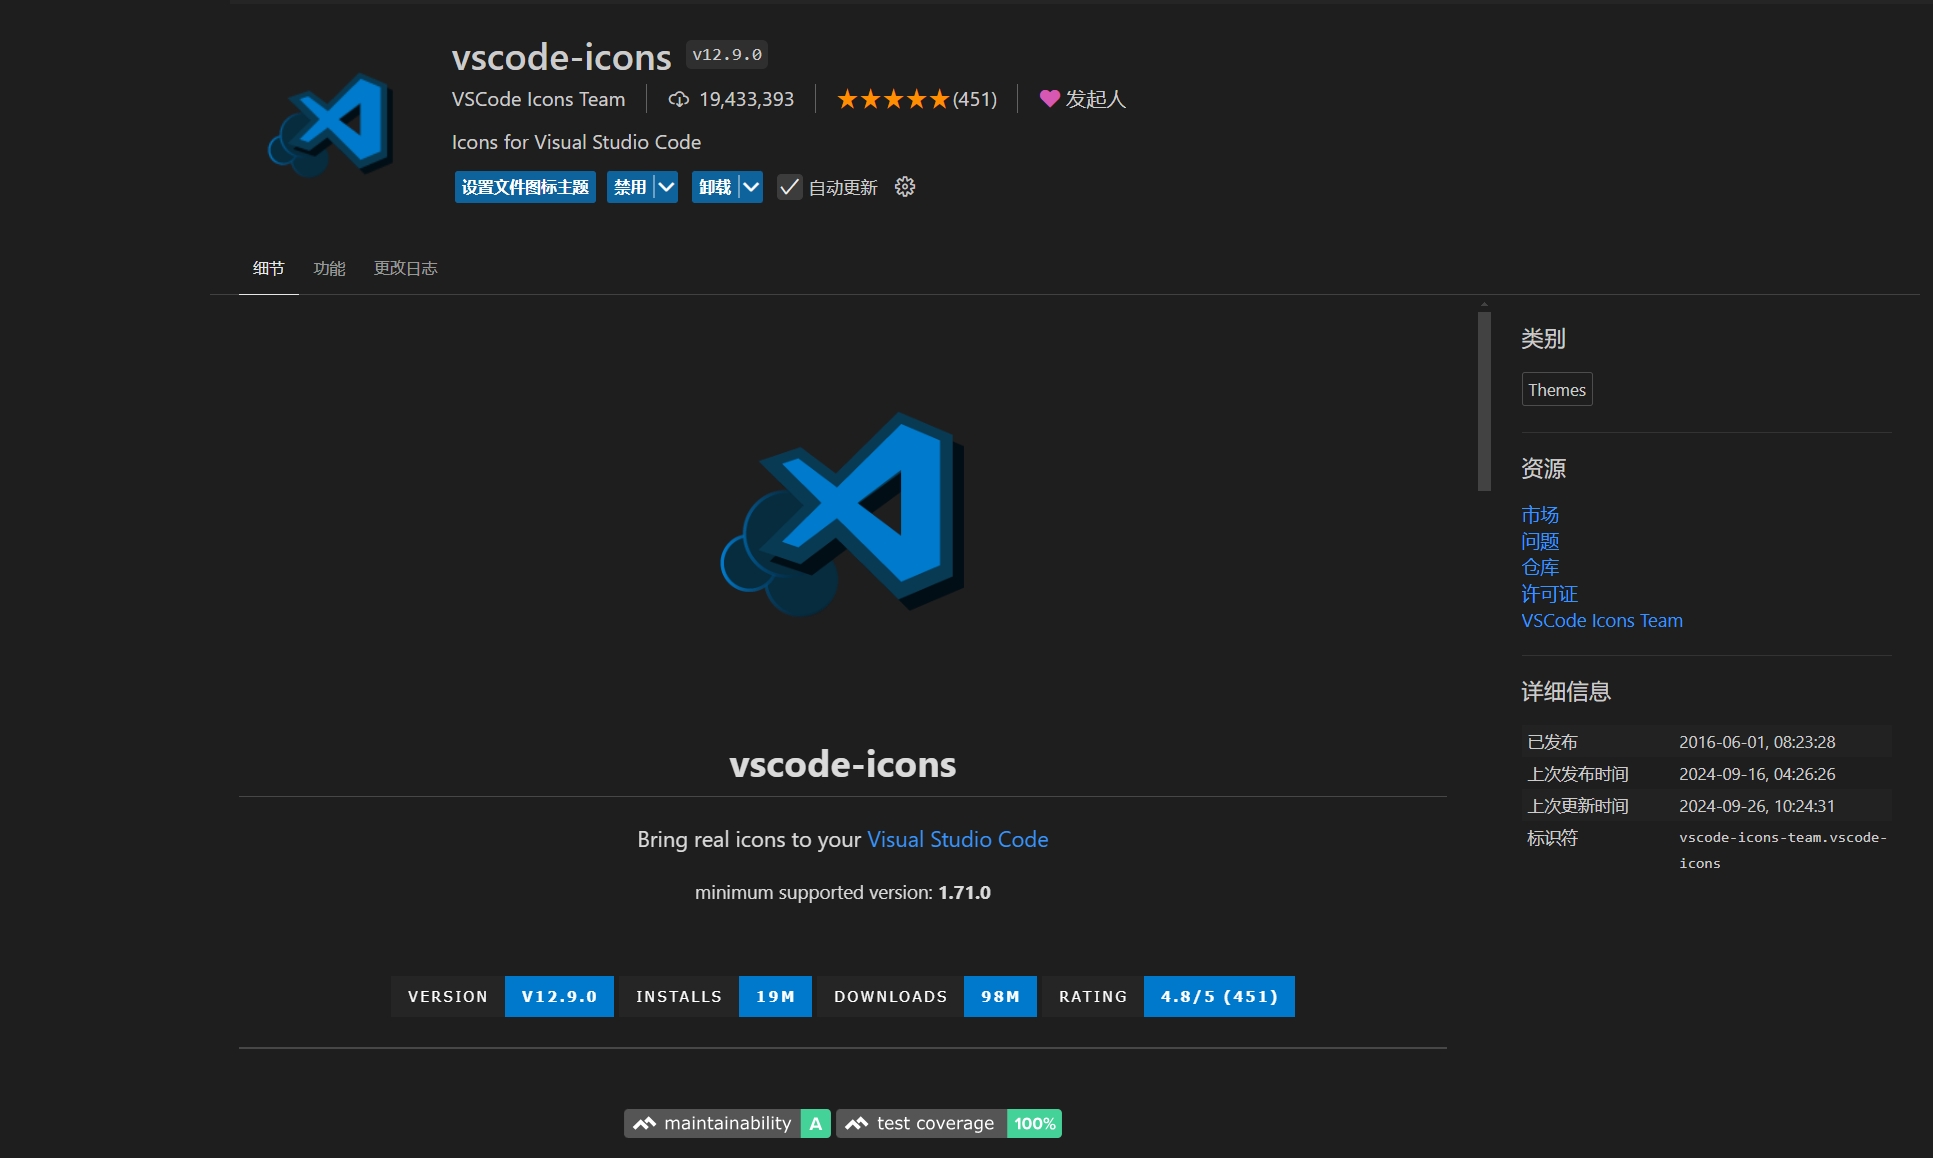 vscode-icons v12.9.0
VSCode Icons Team 19,433,393 (451) 发起人
Icons for Visual Studio Code
设置文件图标主题 禁用 卸载 自动更新
细节 功能 更改日志
vscode-icons
Bring real icons to your Visual Studio Code
minimum supported version: 1.71.0
VERSION V12.9.0 INSTALLS 19M DOWNLOADS 98M RATING 4.8/5 (451)
maintainability A test coverage 100%
类别
Themes
资源
市场
问题
仓库
许可证
VSCode Icons Team
详细信息
已发布 2016-06-01, 08:23:28
上次发布时间 2024-09-16, 04:26:26
上次更新时间 2024-09-26, 10:24:31
标识符 vscode-icons-team.vscode-
icons